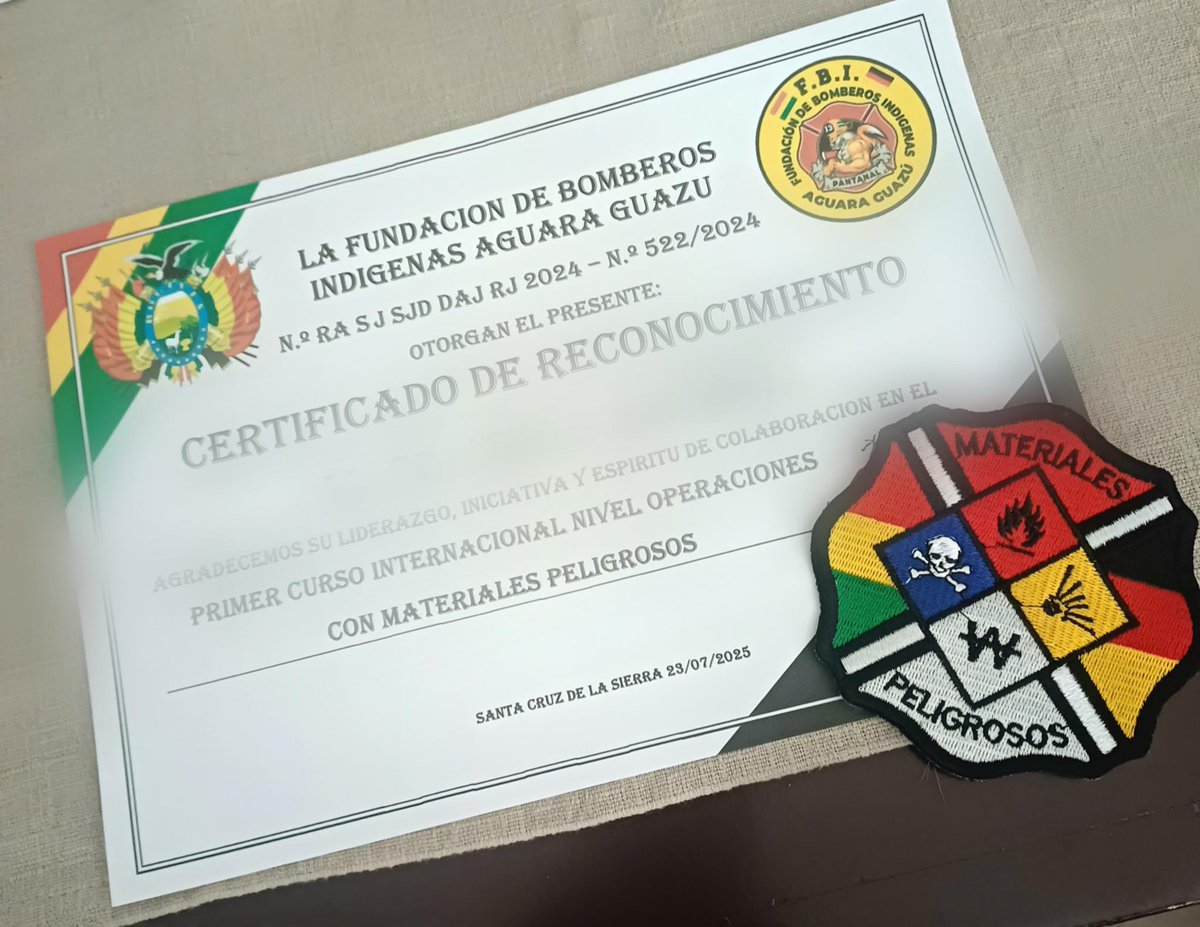 LA FUNDACION DE BOMBEROS
INDIGENAS AGUARA GUAZU
N.º RA S J SJD DAJ RJ 2024 – N.º 522/2024
OTORGAN EL PRESENTE:
CERTIFICADO DE RECONOCIMIENTO
AGRADECEMOS SU LIDERAZGO, INICIATIVA Y ESPIRITU DE COLABORACION EN EL
PRIMER CURSO INTERNACIONAL NIVEL OPERACIONES
CON MATERIALES PELIGROSOS
SANTA CRUZ DE LA SIERRA 23/07/2025
F.B.I.
FUNDACIÓN DE BOMBEROS INDIGENAS
PANTANAL
AGUARA GUAZÚ
MATERIALES
W
PELIGROSOS